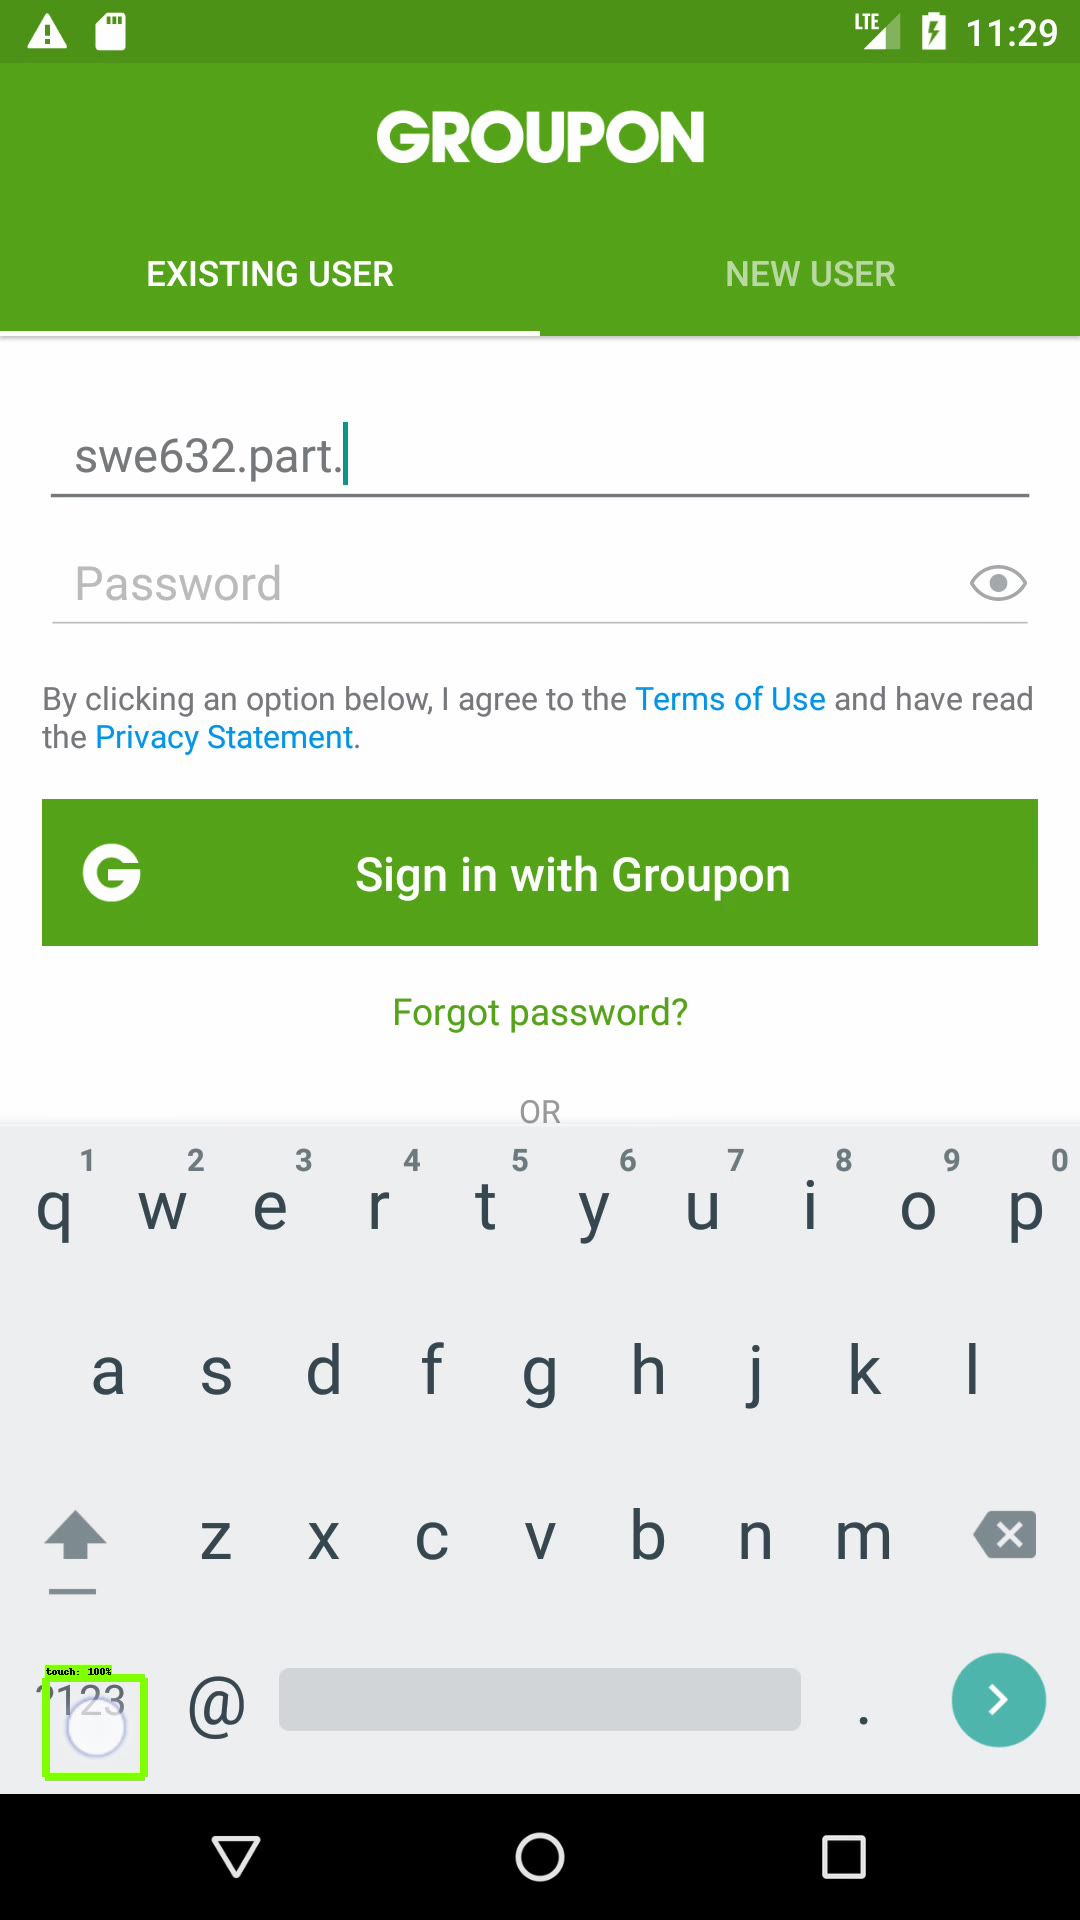 LTE 11:29
GROUPON
EXISTING USER NEW USER
swe632.part.
Password
By clicking an option below, I agree to the Terms of Use and have read
the Privacy Statement.
G Sign in with Groupon
Forgot password?
OR
1 2 3 4 5 6 7 8 9 0
q w e r t y u i o p
a s d f g h j k l
z x c v b n m
touch: 100%
?123 @ .